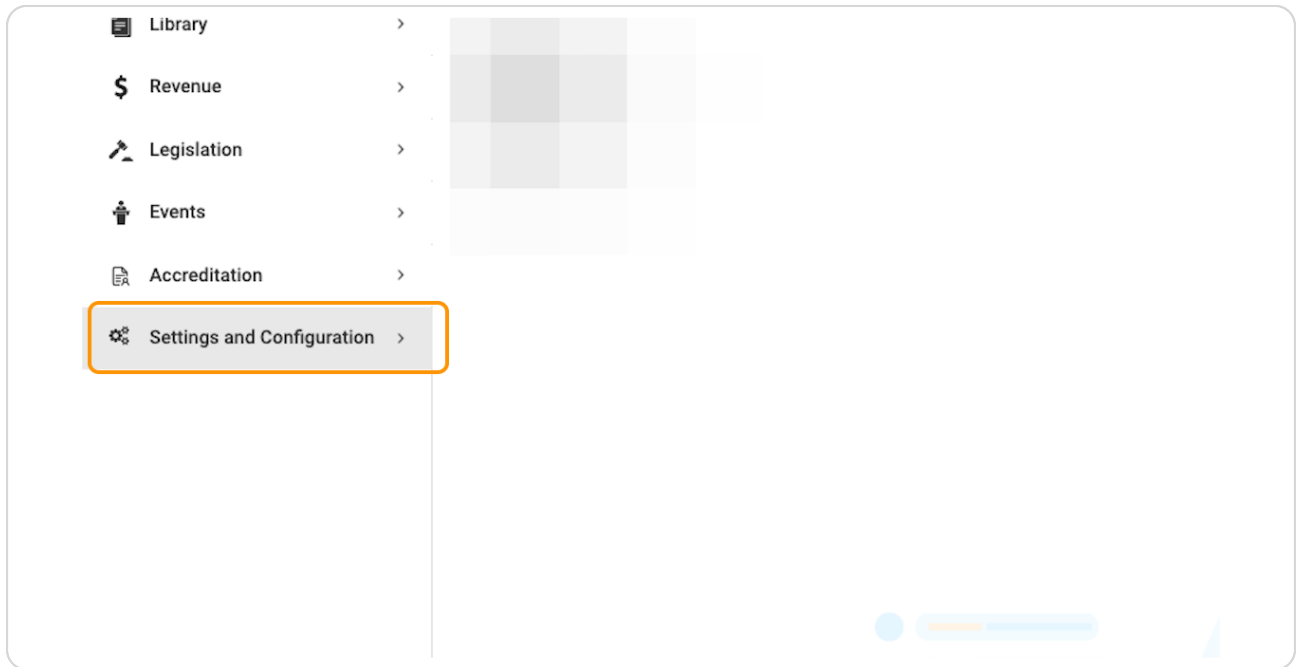 Library
Revenue
Legislation
Events
Accreditation
Settings and Configuration